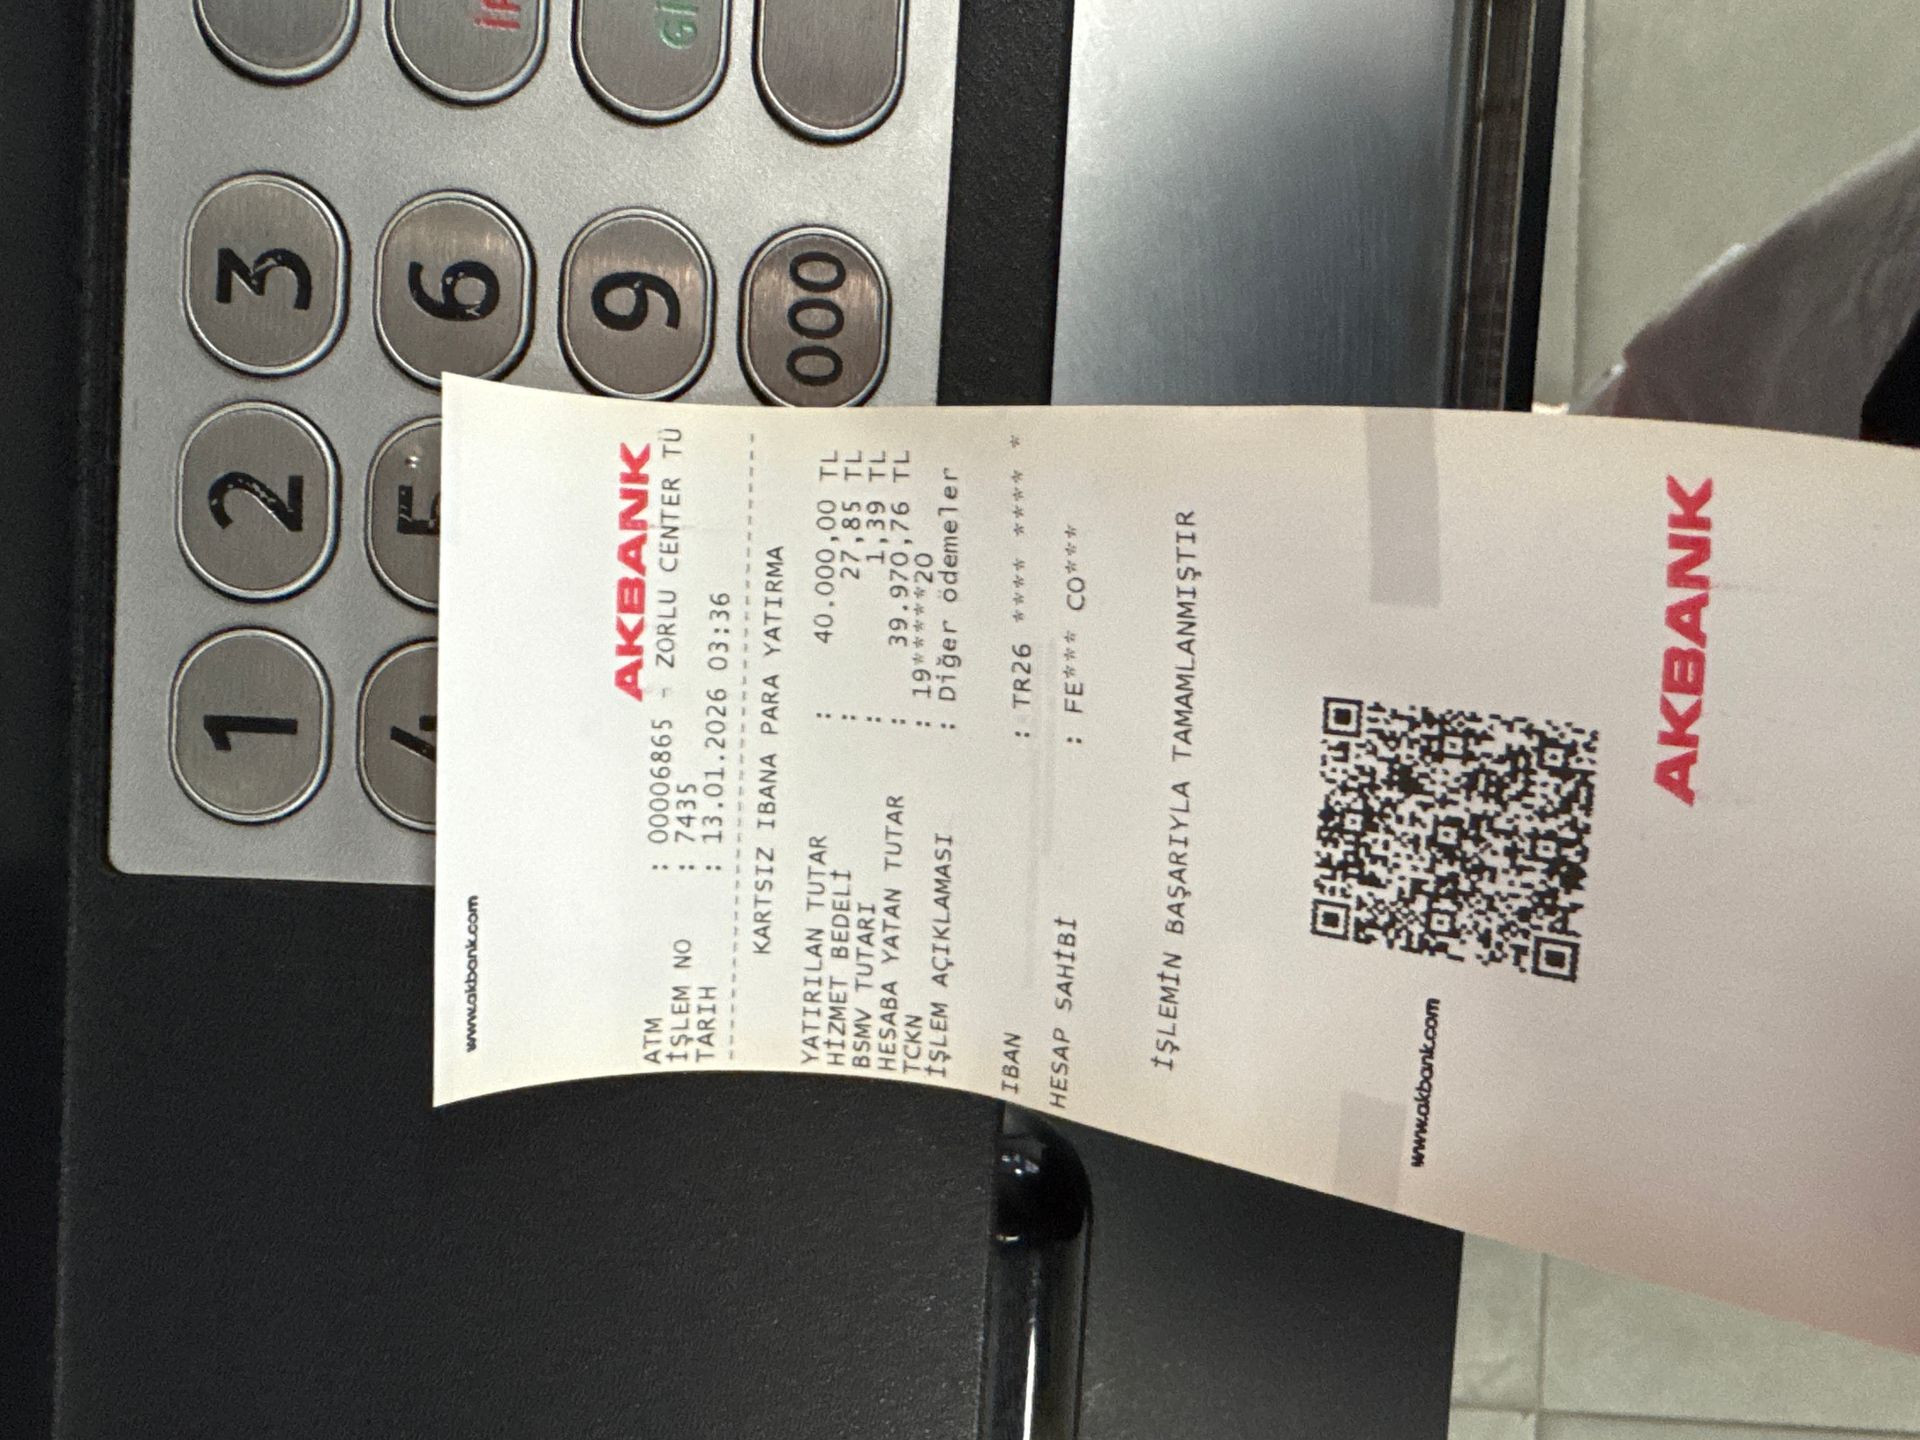 www.akbank.com
AKBANK
ATM : 00006865 - ZORLU CENTER TÜ
İŞLEM NO : 7435
TARIH : 13.01.2026 03:36
KARTSIZ IBANA PARA YATIRMA
YATIRILAN TUTAR : 40.000,00 TL
HİZMET BEDELİ : 27,85 TL
BSMV TUTARI : 1,39 TL
HESABA YATAN TUTAR : 39.970,76 TL
TCKN : 19*******20
İŞLEM AÇIKLAMASI : Diğer ödemeler
IBAN : TR26 **** **** *
HESAP SAHİBİ : FE*** CO****
İŞLEMİN BAŞARIYLA TAMAMLANMIŞTIR
www.akbank.com
AKBANK
1 2 3
4 5 6
9
000